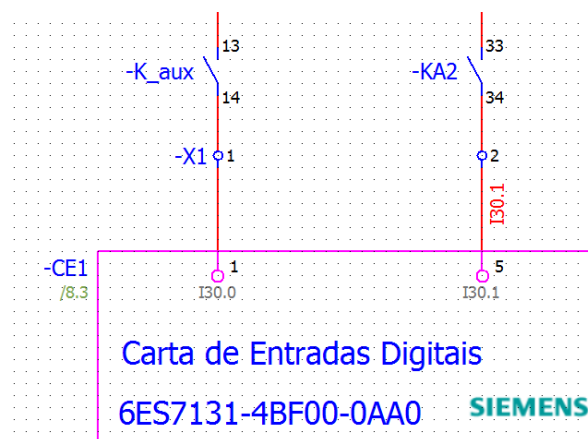 13 33
-K_aux -KA2
14 34
-X1 1 2
I30.1
-CE1 1 5
/8.3 I30.0 I30.1
Carta de Entradas Digitais
6ES7131-4BF00-0AA0 SIEMENS